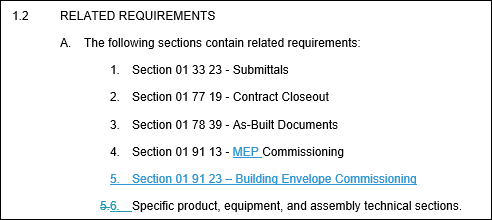 1.2 RELATED REQUIREMENTS
A. The following sections contain related requirements:
1. Section 01 33 23 - Submittals
2. Section 01 77 19 - Contract Closeout
3. Section 01 78 39 - As-Built Documents
4. Section 01 91 13 - MEP Commissioning
5. Section 01 91 23 – Building Envelope Commissioning
5.6. Specific product, equipment, and assembly technical sections.